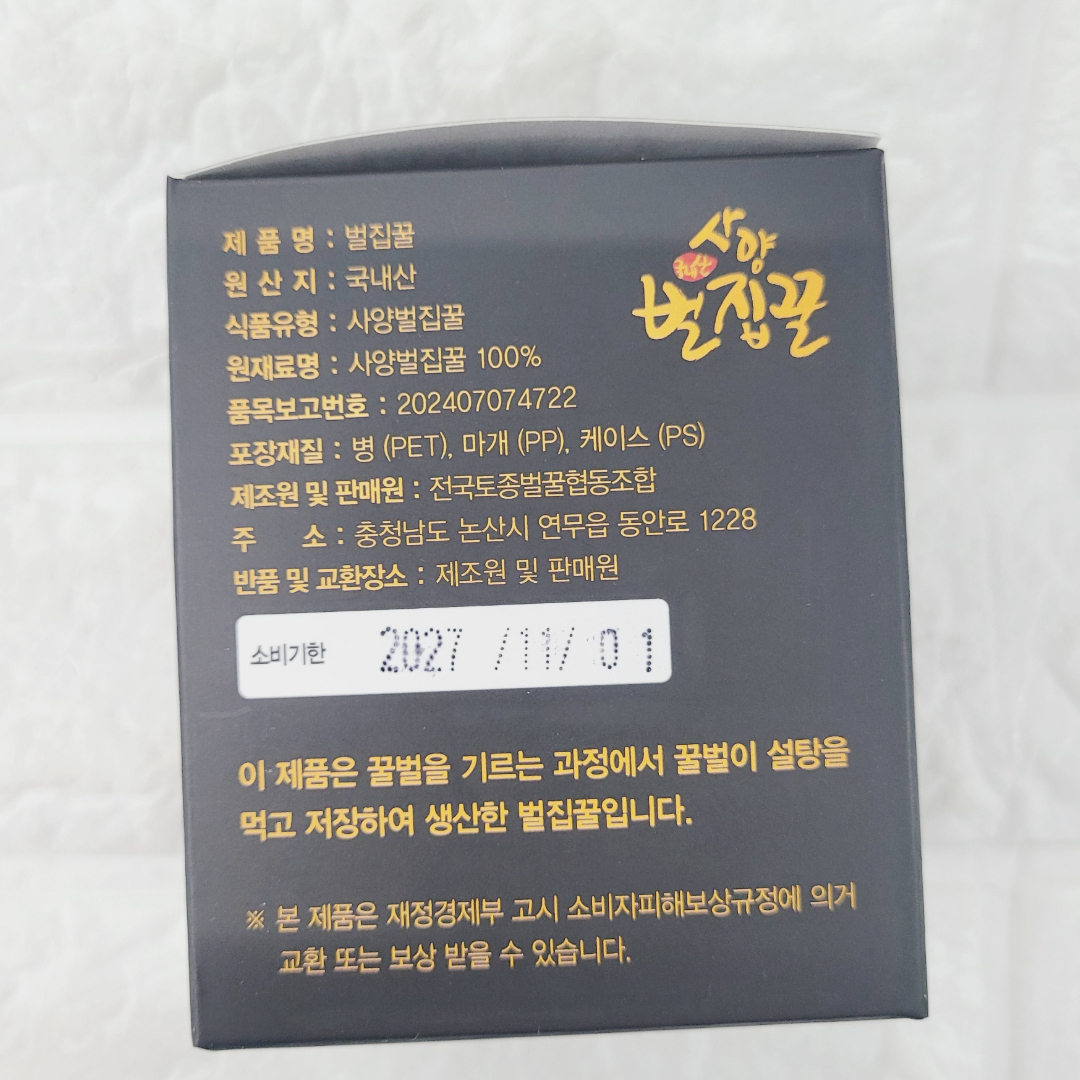 제 품 명 : 벌집꿀
원 산 지 : 국내산
식품유형 : 사양벌집꿀
원재료명 : 사양벌집꿀 100%
품목보고번호 : 202407074722
포장재질 : 병 (PET), 마개 (PP), 케이스 (PS)
제조원 및 판매원 : 전국토종벌꿀협동조합
주 소 : 충청남도 논산시 연무읍 동안로 1228
반품 및 교환장소 : 제조원 및 판매원
사양
국내산
벌집꿀
소비기한 2027 /11/ 01
이 제품은 꿀벌을 기르는 과정에서 꿀벌이 설탕을
먹고 저장하여 생산한 벌집꿀입니다.
※ 본 제품은 재정경제부 고시 소비자피해보상규정에 의거
교환 또는 보상 받을 수 있습니다.